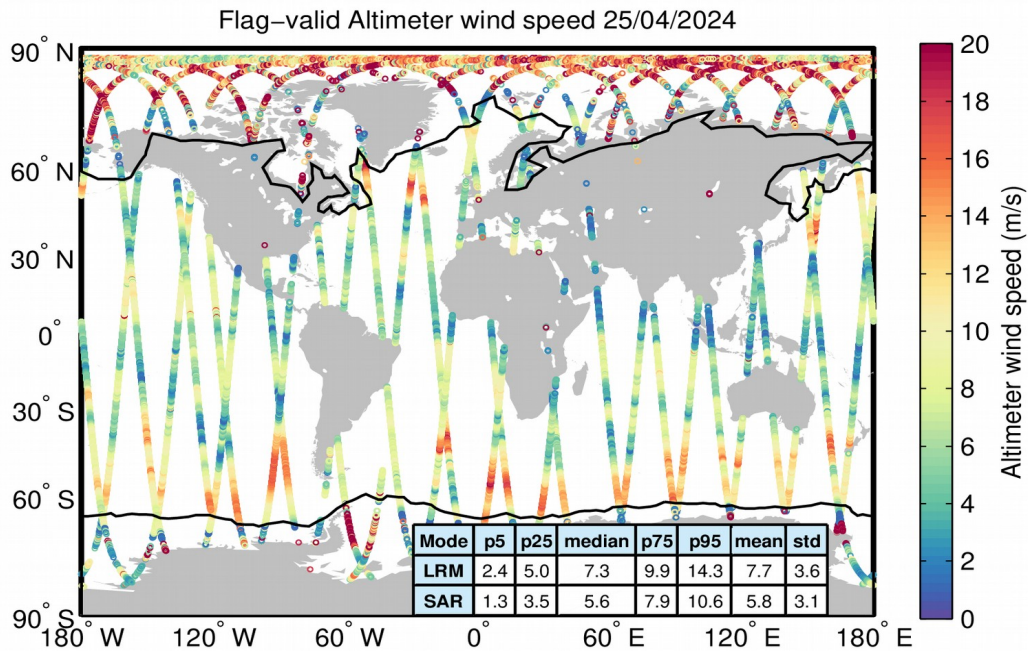 Flag-valid Altimeter wind speed 25/04/2024
90° N
60° N
30° N
0°
30° S
60° S
90° S
180° W
120° W
60° W
0°
60° E
120° E
180° E
Mode p5 p25 median p75 p95 mean std
LRM 2.4 5.0 7.3 9.9 14.3 7.7 3.6
SAR 1.3 3.5 5.6 7.9 10.6 5.8 3.1
20
18
16
14
12
10
8
6
4
2
0
Altimeter wind speed (m/s)